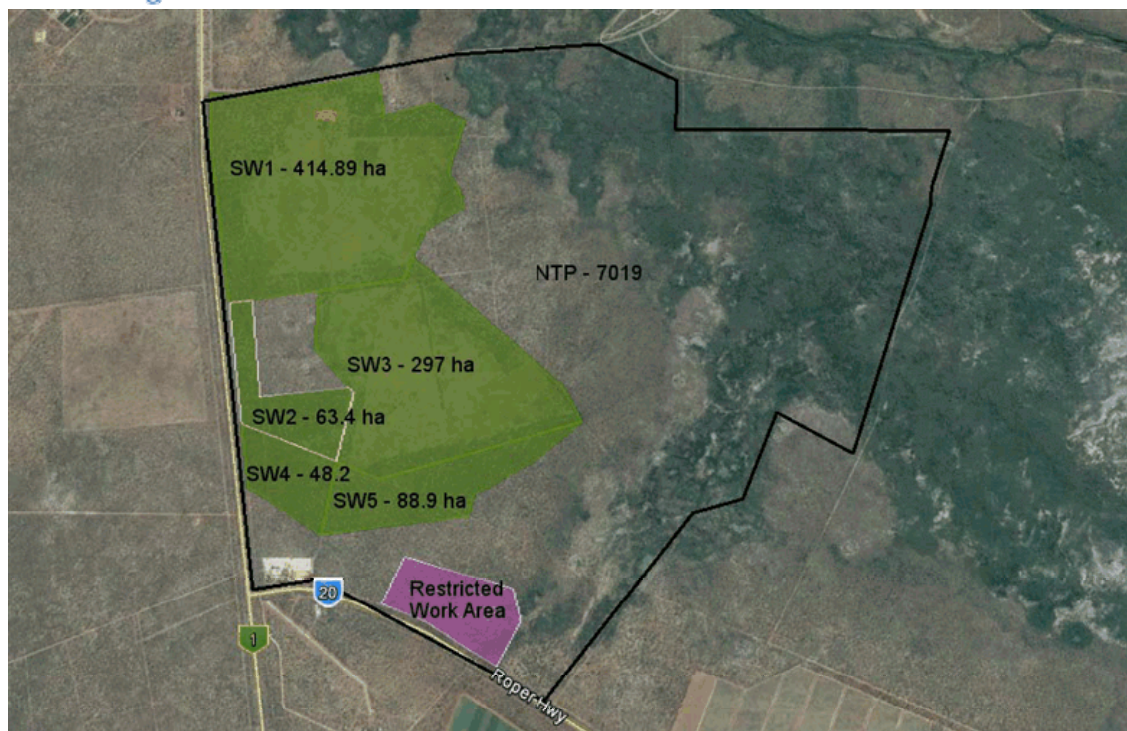 SW1 - 414.89 ha
NTP - 7019
SW3 - 297 ha
SW2 - 63.4 ha
SW4 - 48.2
SW5 - 88.9 ha
Restricted
Work Area
20
1
Roper Hwy